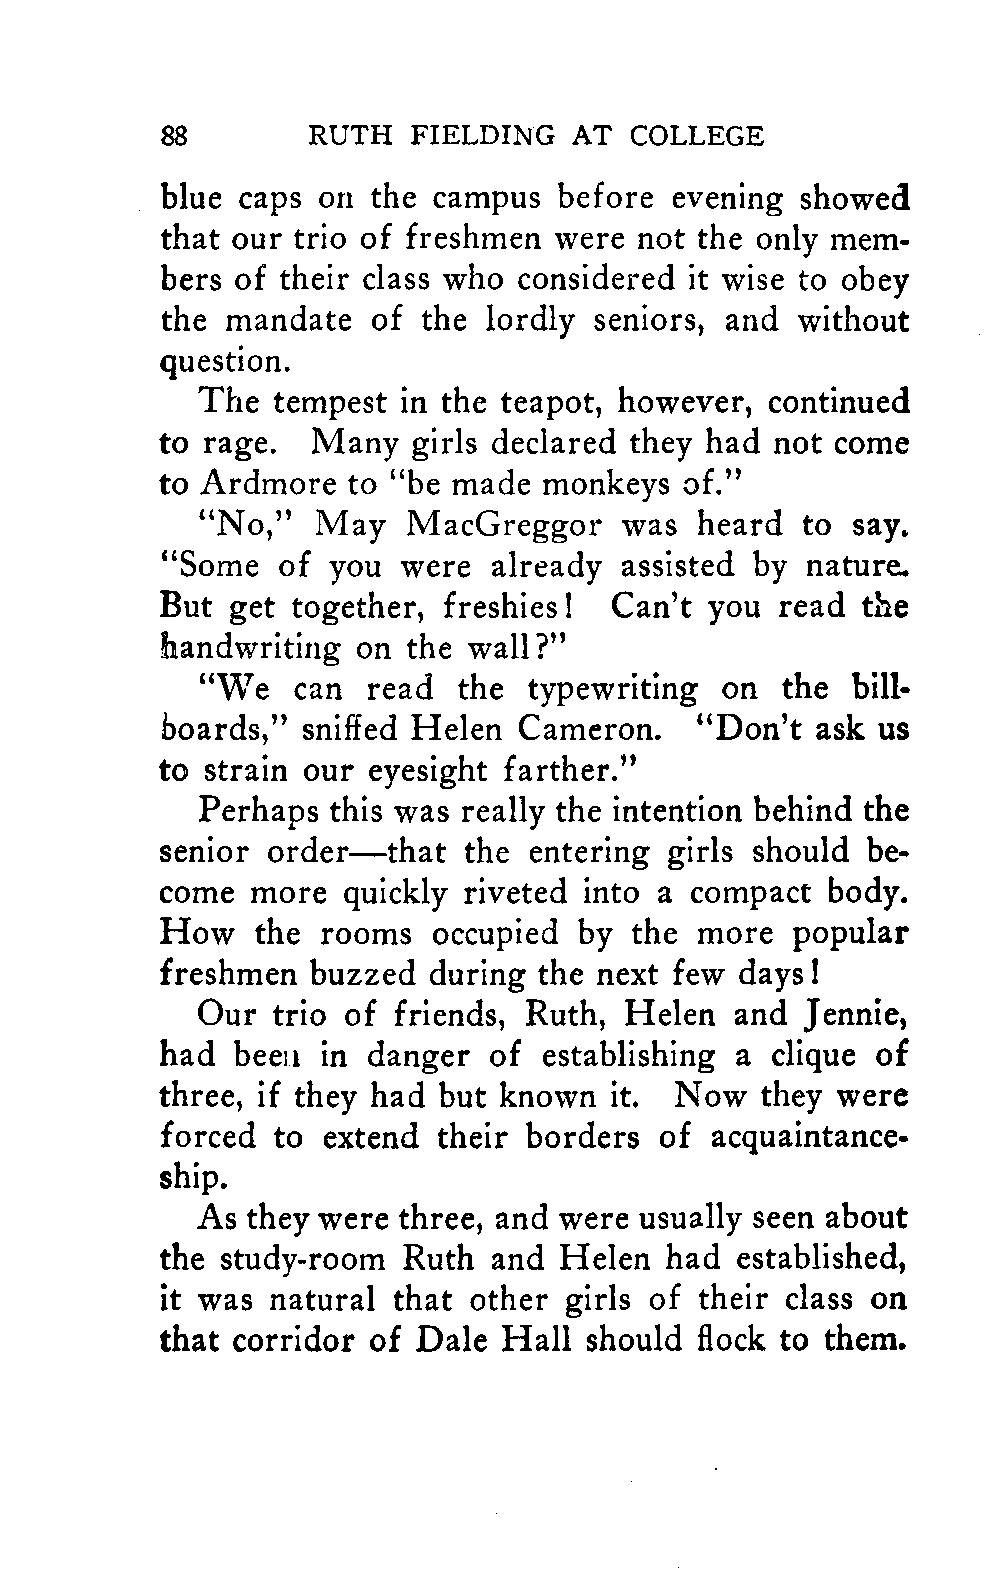 88 RUTH FIELDING AT COLLEGE
blue caps on the campus before evening showed
that our trio of freshmen were not the only mem-
bers of their class who considered it wise to obey
the mandate of the lordly seniors, and without
question.
The tempest in the teapot, however, continued
to rage. Many girls declared they had not come
to Ardmore to "be made monkeys of."
"No," May MacGreggor was heard to say.
"Some of you were already assisted by nature.
But get together, freshies! Can't you read the
handwriting on the wall?"
"We can read the typewriting on the bill-
boards," sniffed Helen Cameron. "Don't ask us
to strain our eyesight farther."
Perhaps this was really the intention behind the
senior order—that the entering girls should be-
come more quickly riveted into a compact body.
How the rooms occupied by the more popular
freshmen buzzed during the next few days!
Our trio of friends, Ruth, Helen and Jennie,
had been in danger of establishing a clique of
three, if they had but known it. Now they were
forced to extend their borders of acquaintance-
ship.
As they were three, and were usually seen about
the study-room Ruth and Helen had established,
it was natural that other girls of their class on
that corridor of Dale Hall should flock to them.